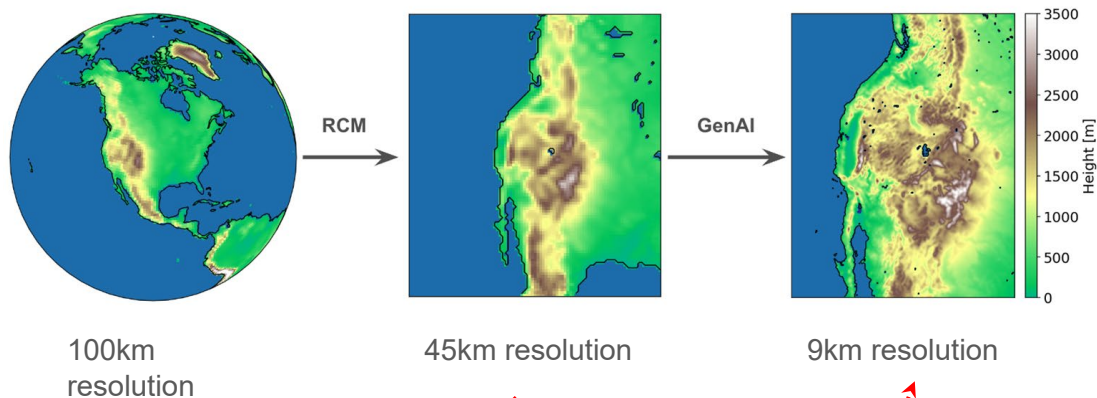 RCM
GenAI
3500
3000
2500
2000
1500
1000
500
0
Height [m]
100km
resolution
45km resolution
9km resolution